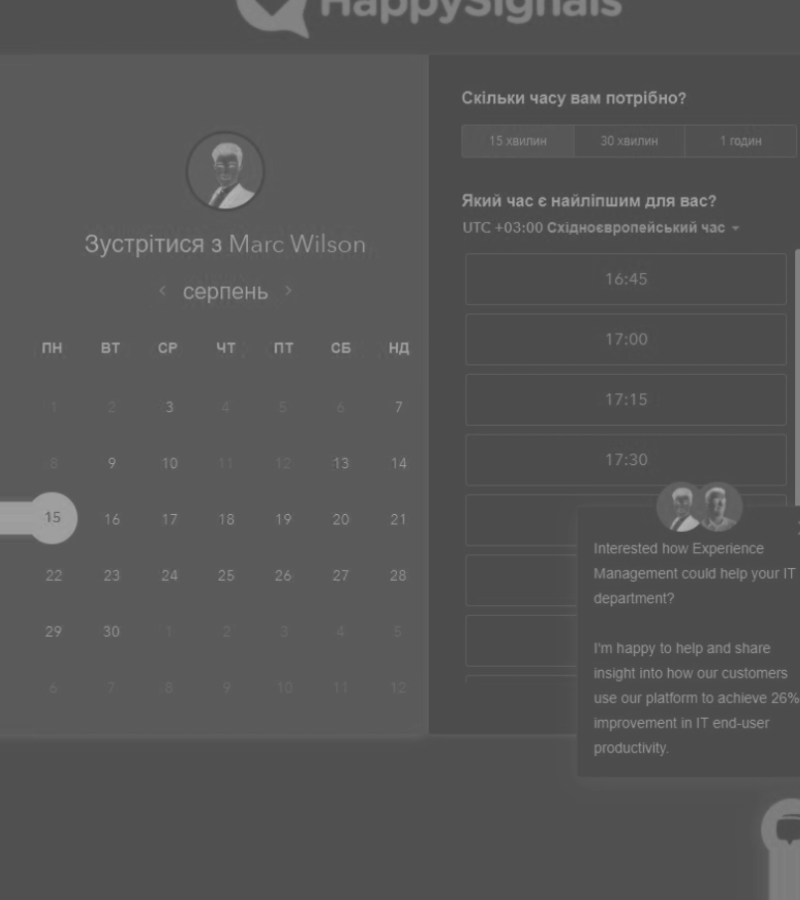 HappySignals
Зустрітися з Marc Wilson
серпень
ПН ВТ СР ЧТ ПТ СБ НД
1 2 3 4 5 6 7
8 9 10 11 12 13 14
15 16 17 18 19 20 21
22 23 24 25 26 27 28
29 30 1 2 3 4 5
6 7 8 9 10 11 12
Скільки часу вам потрібно?
15 хвилин 30 хвилин 1 годин
Який час є найліпшим для вас?
UTC +03:00 Східноєвропейський час
16:45
17:00
17:15
17:30
Interested how Experience
Management could help your IT
department?
I'm happy to help and share
insight into how our customers
use our platform to achieve 26%
improvement in IT end-user
productivity.